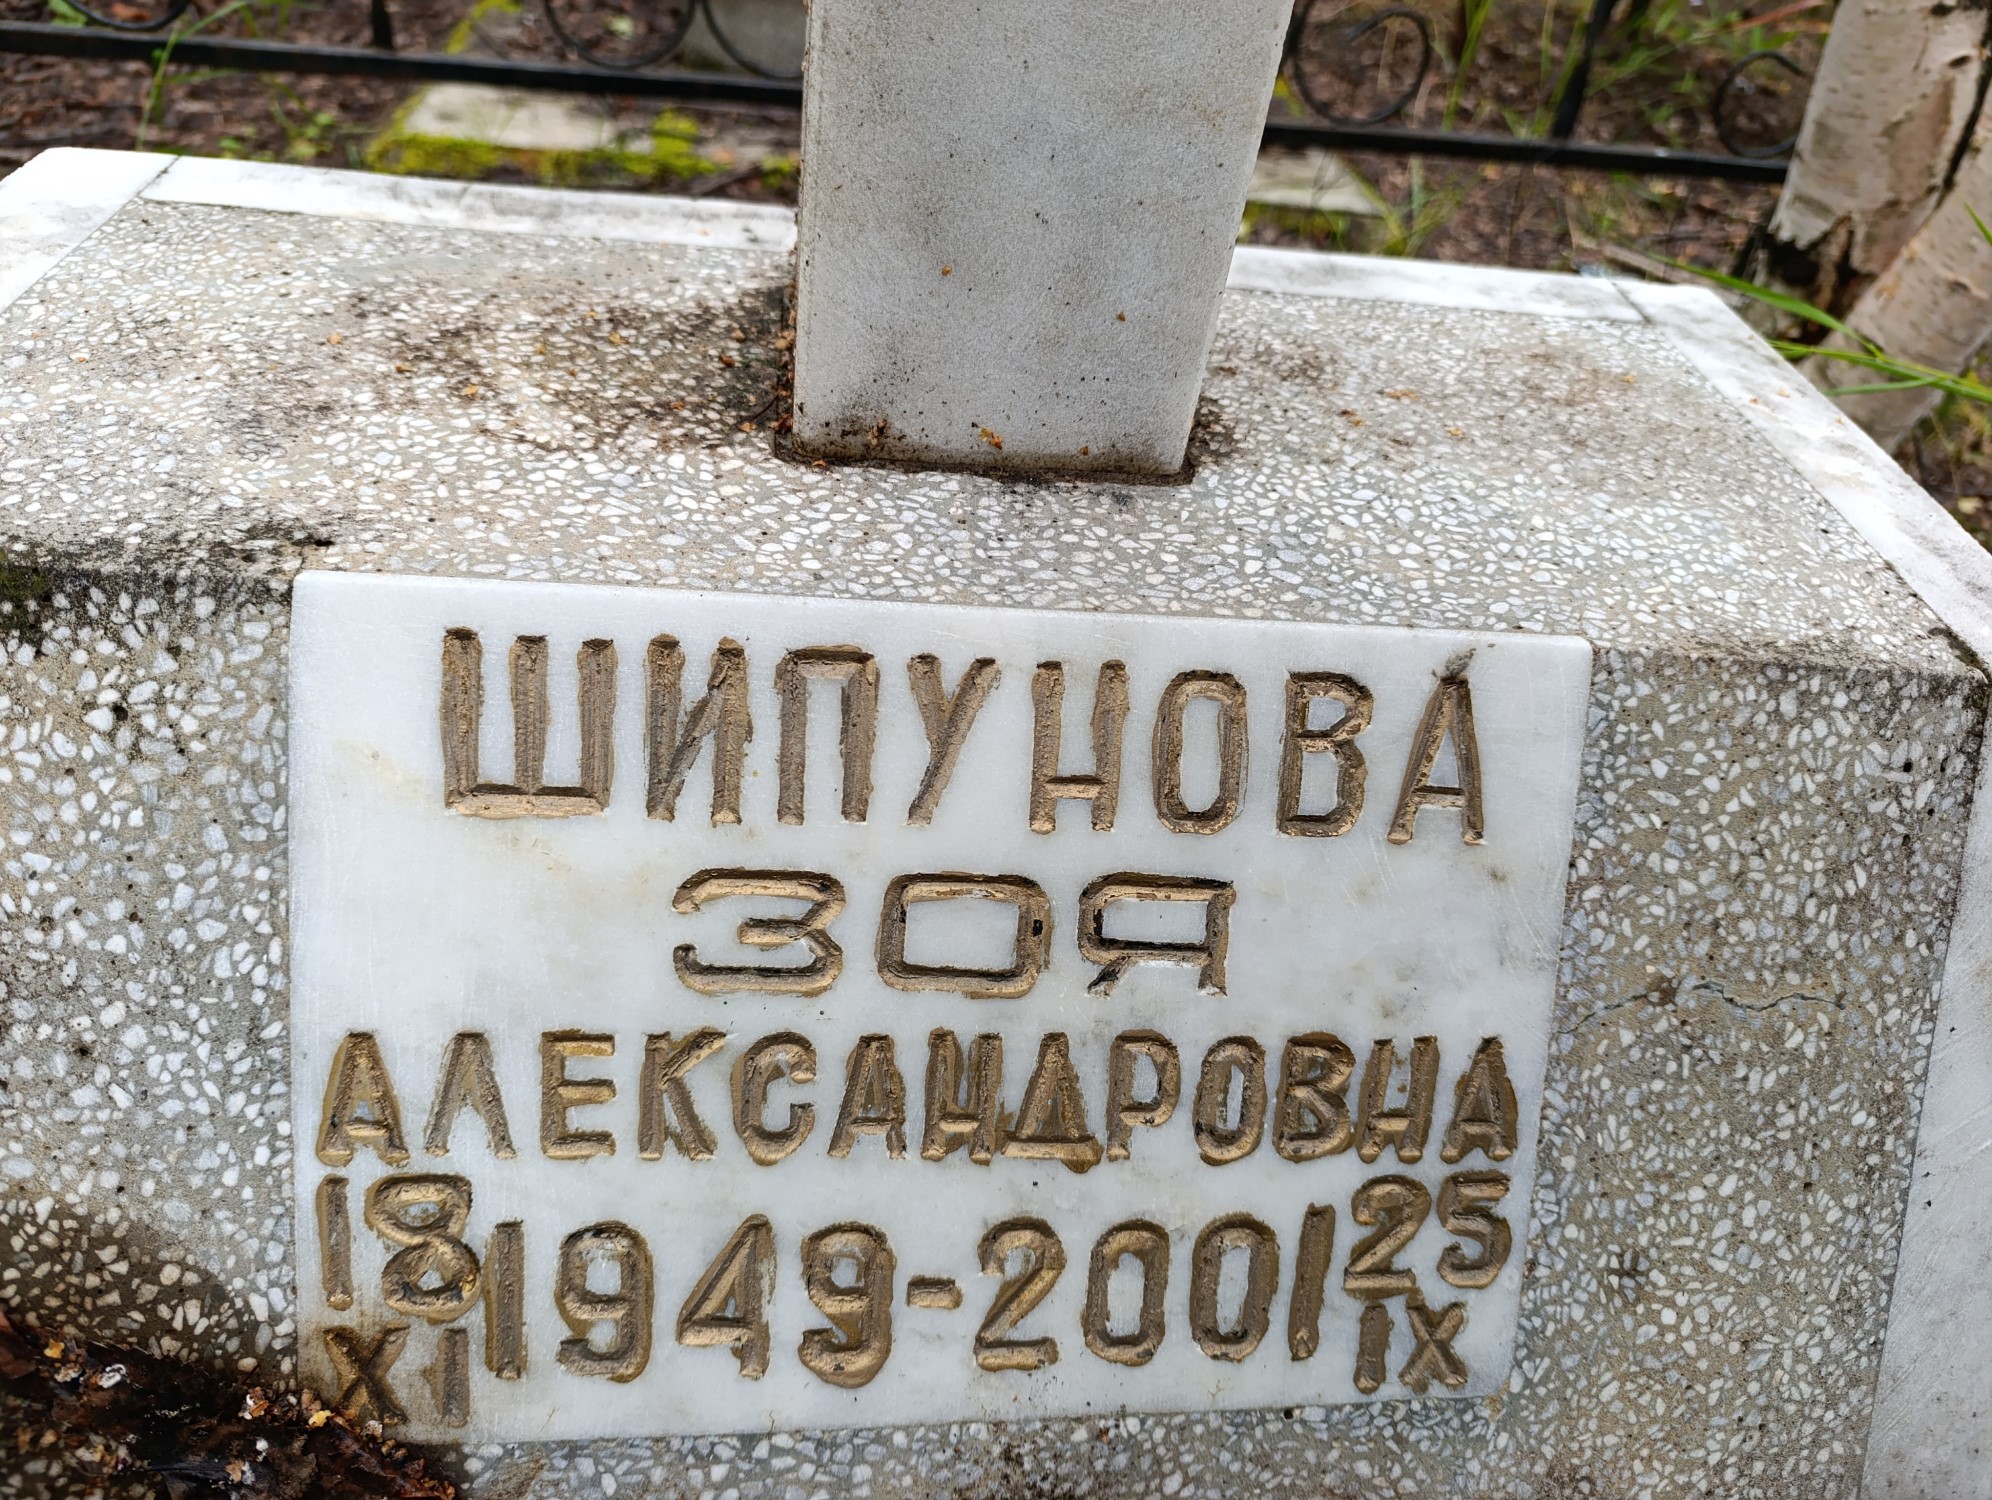 ШИПУНОВА
ЗОЯ
АЛЕКСАНДРОВНА
18 XI 1949-2001 25 IX